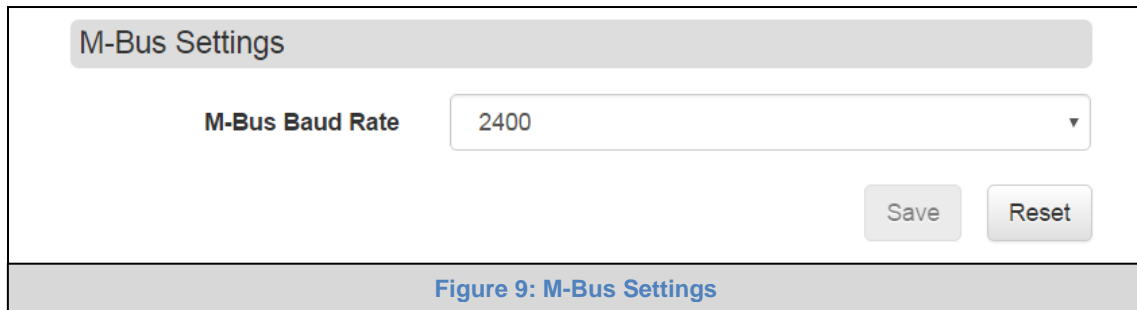 M-Bus Settings
M-Bus Baud Rate 2400
Save Reset
Figure 9: M-Bus Settings